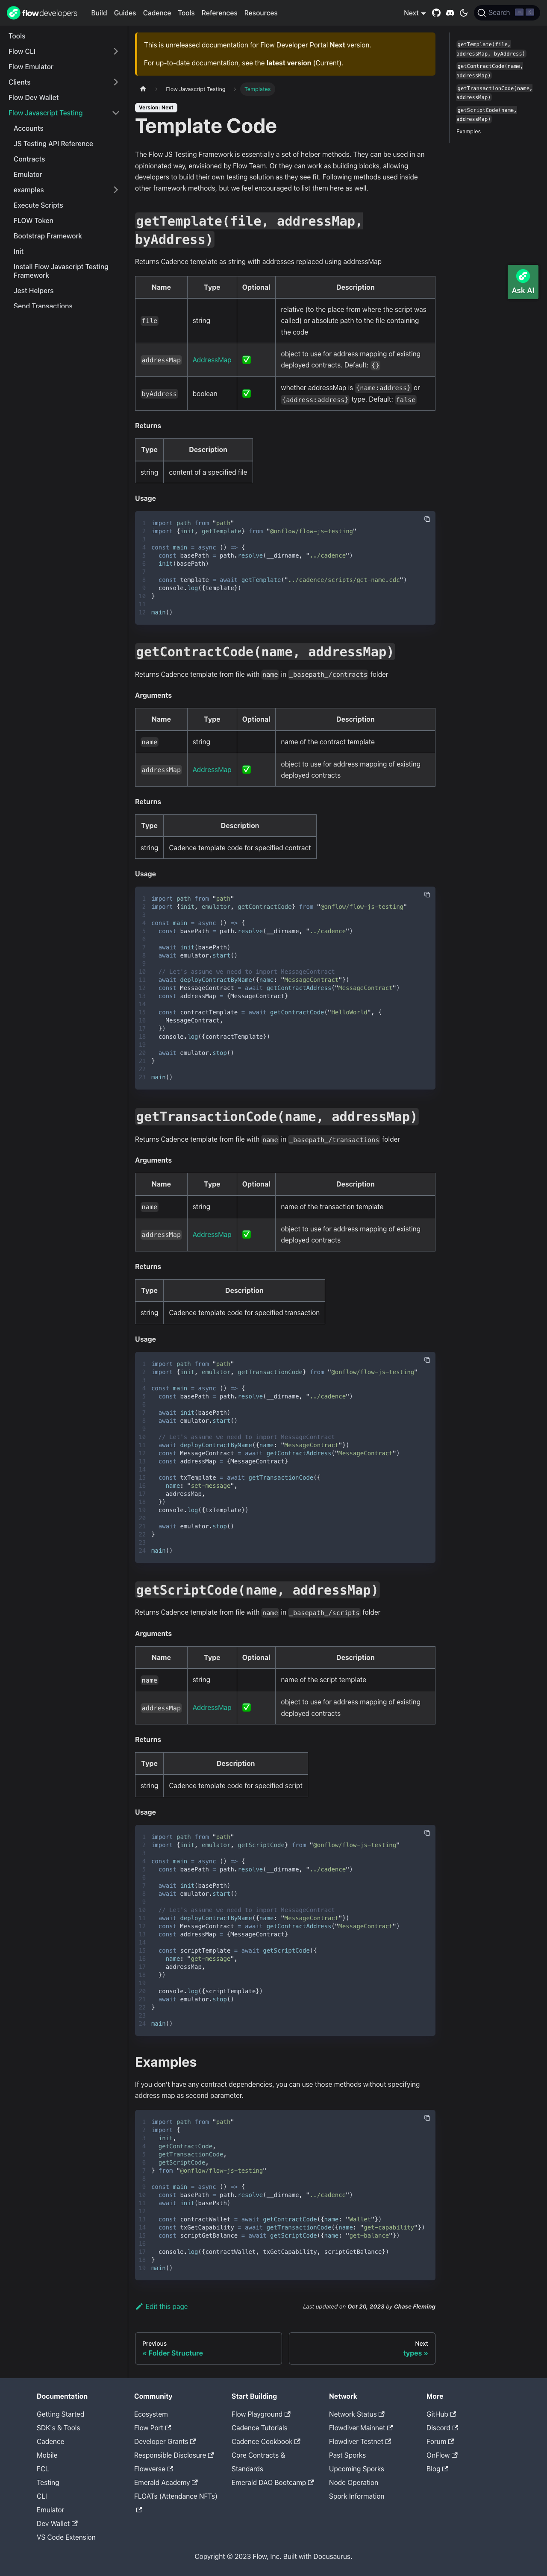 flowdevelopers
Build Guides Cadence Tools References Resources
Next
Search
Tools
Flow CLI
Flow Emulator
Clients
Flow Dev Wallet
Flow Javascript Testing
Accounts
JS Testing API Reference
Contracts
Emulator
examples
Execute Scripts
FLOW Token
Bootstrap Framework
Init
Install Flow Javascript Testing
Framework
Jest Helpers
Send Transactions
This is unreleased documentation for Flow Developer Portal Next version.
For up-to-date documentation, see the latest version (Current).
Flow Javascript Testing
Templates
Version: Next
Template Code
The Flow JS Testing Framework is essentially a set of helper methods. They can be used in an
opinionated way, envisioned by Flow Team. Or they can work as building blocks, allowing
developers to build their own testing solution as they see fit. Following methods used inside
other framework methods, but we feel encouraged to list them here as well.
getTemplate(file, addressMap,
byAddress)
Returns Cadence template as string with addresses replaced using addressMap
Name Type Optional Description
file string relative (to the place from where the script was
called) or absolute path to the file containing
the code
addressMap AddressMap ✅ object to use for address mapping of existing
deployed contracts. Default: {}
byAddress boolean ✅ whether addressMap is {name:address} or
{address:address} type. Default: false
Returns
Type Description
string content of a specified file
Usage
1 import path from "path"
2 import {init, getTemplate} from "@onflow/flow-js-testing"
3
4 const main = async () => {
5 const basePath = path.resolve(__dirname, "../cadence")
6 init(basePath)
7
8 const template = await getTemplate("../cadence/scripts/get-name.cdc")
9 console.log({template})
10 }
11
12 main()
getContractCode(name, addressMap)
Returns Cadence template from file with name in _basepath_/contracts folder
Arguments
Name Type Optional Description
name string name of the contract template
addressMap AddressMap ✅ object to use for address mapping of existing
deployed contracts
Returns
Type Description
string Cadence template code for specified contract
Usage
1 import path from "path"
2 import {init, emulator, getContractCode} from "@onflow/flow-js-testing"
3
4 const main = async () => {
5 const basePath = path.resolve(__dirname, "../cadence")
6
7 await init(basePath)
8 await emulator.start()
9
10 // Let's assume we need to import MessageContract
11 await deployContractByName({name: "MessageContract"})
12 const MessageContract = await getContractAddress("MessageContract")
13 const addressMap = {MessageContract}
14
15 const contractTemplate = await getContractCode("HelloWorld", {
16 MessageContract,
17 })
18 console.log({contractTemplate})
19
20 await emulator.stop()
21 }
22
23 main()
getTransactionCode(name, addressMap)
Returns Cadence template from file with name in _basepath_/transactions folder
Arguments
Name Type Optional Description
name string name of the transaction template
addressMap AddressMap ✅ object to use for address mapping of existing
deployed contracts
Returns
Type Description
string Cadence template code for specified transaction
Usage
1 import path from "path"
2 import {init, emulator, getTransactionCode} from "@onflow/flow-js-testing"
3
4 const main = async () => {
5 const basePath = path.resolve(__dirname, "../cadence")
6
7 await init(basePath)
8 await emulator.start()
9
10 // Let's assume we need to import MessageContract
11 await deployContractByName({name: "MessageContract"})
12 const MessageContract = await getContractAddress("MessageContract")
13 const addressMap = {MessageContract}
14
15 const txTemplate = await getTransactionCode({
16 name: "set-message",
17 addressMap,
18 })
19 console.log({txTemplate})
20
21 await emulator.stop()
22 }
23
24 main()
getScriptCode(name, addressMap)
Returns Cadence template from file with name in _basepath_/scripts folder
Arguments
Name Type Optional Description
name string name of the script template
addressMap AddressMap ✅ object to use for address mapping of existing
deployed contracts
Returns
Type Description
string Cadence template code for specified script
Usage
1 import path from "path"
2 import {init, emulator, getScriptCode} from "@onflow/flow-js-testing"
3
4 const main = async () => {
5 const basePath = path.resolve(__dirname, "../cadence")
6
7 await init(basePath)
8 await emulator.start()
9
10 // Let's assume we need to import MessageContract
11 await deployContractByName({name: "MessageContract"})
12 const MessageContract = await getContractAddress("MessageContract")
13 const addressMap = {MessageContract}
14
15 const scriptTemplate = await getScriptCode({
16 name: "get-message",
17 addressMap,
18 })
19
20 console.log({scriptTemplate})
21 await emulator.stop()
22 }
23
24 main()
Examples
If you don't have any contract dependencies, you can use those methods without specifying
address map as second parameter.
1 import path from "path"
2 import {
3 init,
4 getContractCode,
5 getTransactionCode,
6 getScriptCode,
7 } from "@onflow/flow-js-testing"
8
9 const main = async () => {
10 const basePath = path.resolve(__dirname, "../cadence")
11 await init(basePath)
12
13 const contractWallet = await getContractCode({name: "Wallet"})
14 const txGetCapability = await getTransactionCode({name: "get-capability"})
15 const scriptGetBalance = await getScriptCode({name: "get-balance"})
16
17 console.log({contractWallet, txGetCapability, scriptGetBalance})
18 }
19 main()
Edit this page
Last updated on Oct 20, 2023 by Chase Fleming
Previous
« Folder Structure
Next
types »
getTemplate(file,
addressMap, byAddress)
getContractCode(name,
addressMap)
getTransactionCode(name,
addressMap)
getScriptCode(name,
addressMap)
Examples
Ask AI
Documentation
Getting Started
SDK's & Tools
Cadence
Mobile
FCL
Testing
CLI
Emulator
Dev Wallet
VS Code Extension
Community
Ecosystem
Flow Port
Developer Grants
Responsible Disclosure
Flowverse
Emerald Academy
FLOATs (Attendance NFTs)
Start Building
Flow Playground
Cadence Tutorials
Cadence Cookbook
Core Contracts &
Standards
Emerald DAO Bootcamp
Network
Network Status
Flowdiver Mainnet
Flowdiver Testnet
Past Sporks
Upcoming Sporks
Node Operation
Spork Information
More
GitHub
Discord
Forum
OnFlow
Blog
Copyright © 2023 Flow, Inc. Built with Docusaurus.